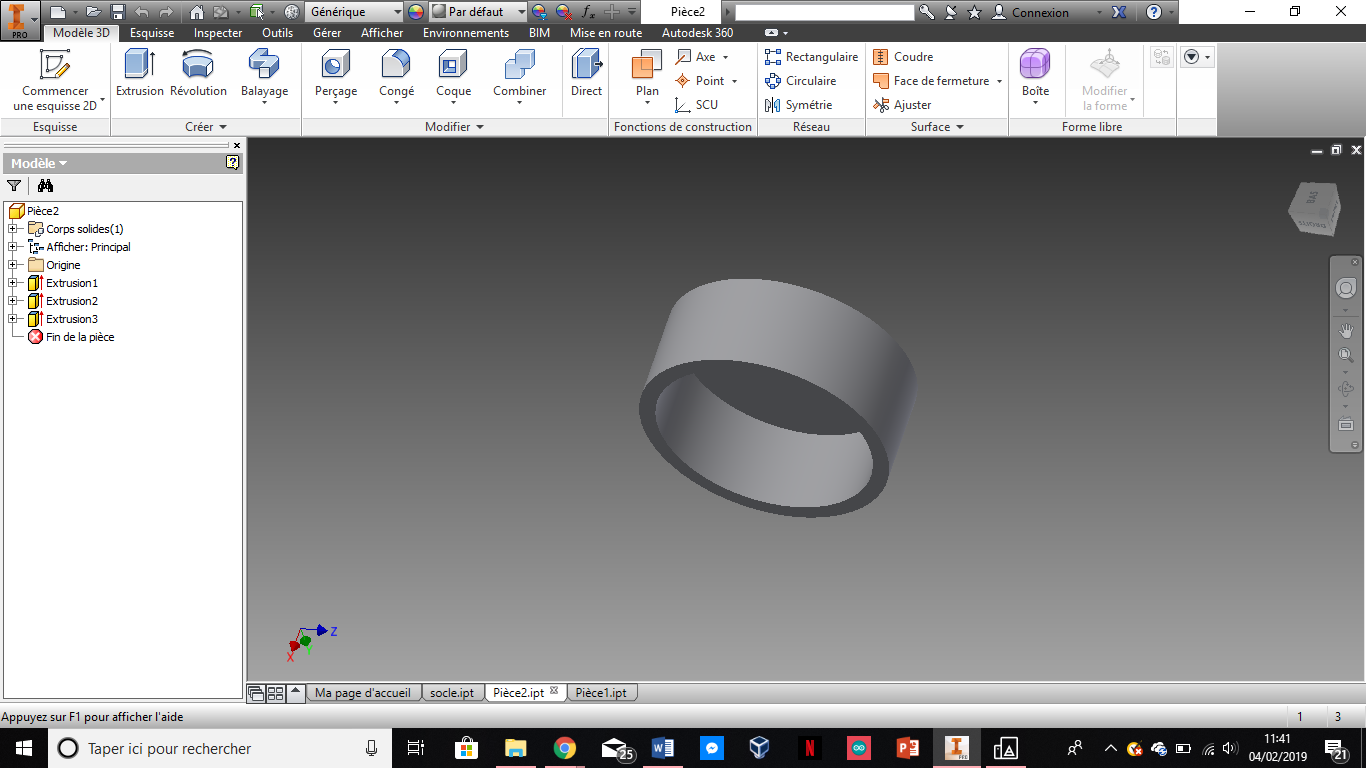 PRO
Générique
Par défaut
fx
Pièce2
Connexion
Modèle 3D Esquisse Inspecter Outils Gérer Afficher Environnements BIM Mise en route Autodesk 360
Commencer
une esquisse 2D
Extrusion Révolution Balayage
Perçage Congé Coque Combiner
Direct
Plan
Axe
Point
SCU
Rectangulaire
Circulaire
Symétrie
Coudre
Face de fermeture
Ajuster
Boîte
Modifier
la forme
Esquisse Créer Modifier Fonctions de construction Réseau Surface Forme libre
Modèle
Pièce2
Corps solides(1)
Afficher: Principal
Origine
Extrusion1
Extrusion2
Extrusion3
Fin de la pièce
BAS
Z
X
Y
Ma page d'accueil socle.ipt Pièce2.ipt Pièce1.ipt
Appuyez sur F1 pour afficher l'aide
1 3
Taper ici pour rechercher
25
PRO
11:41
04/02/2019
21